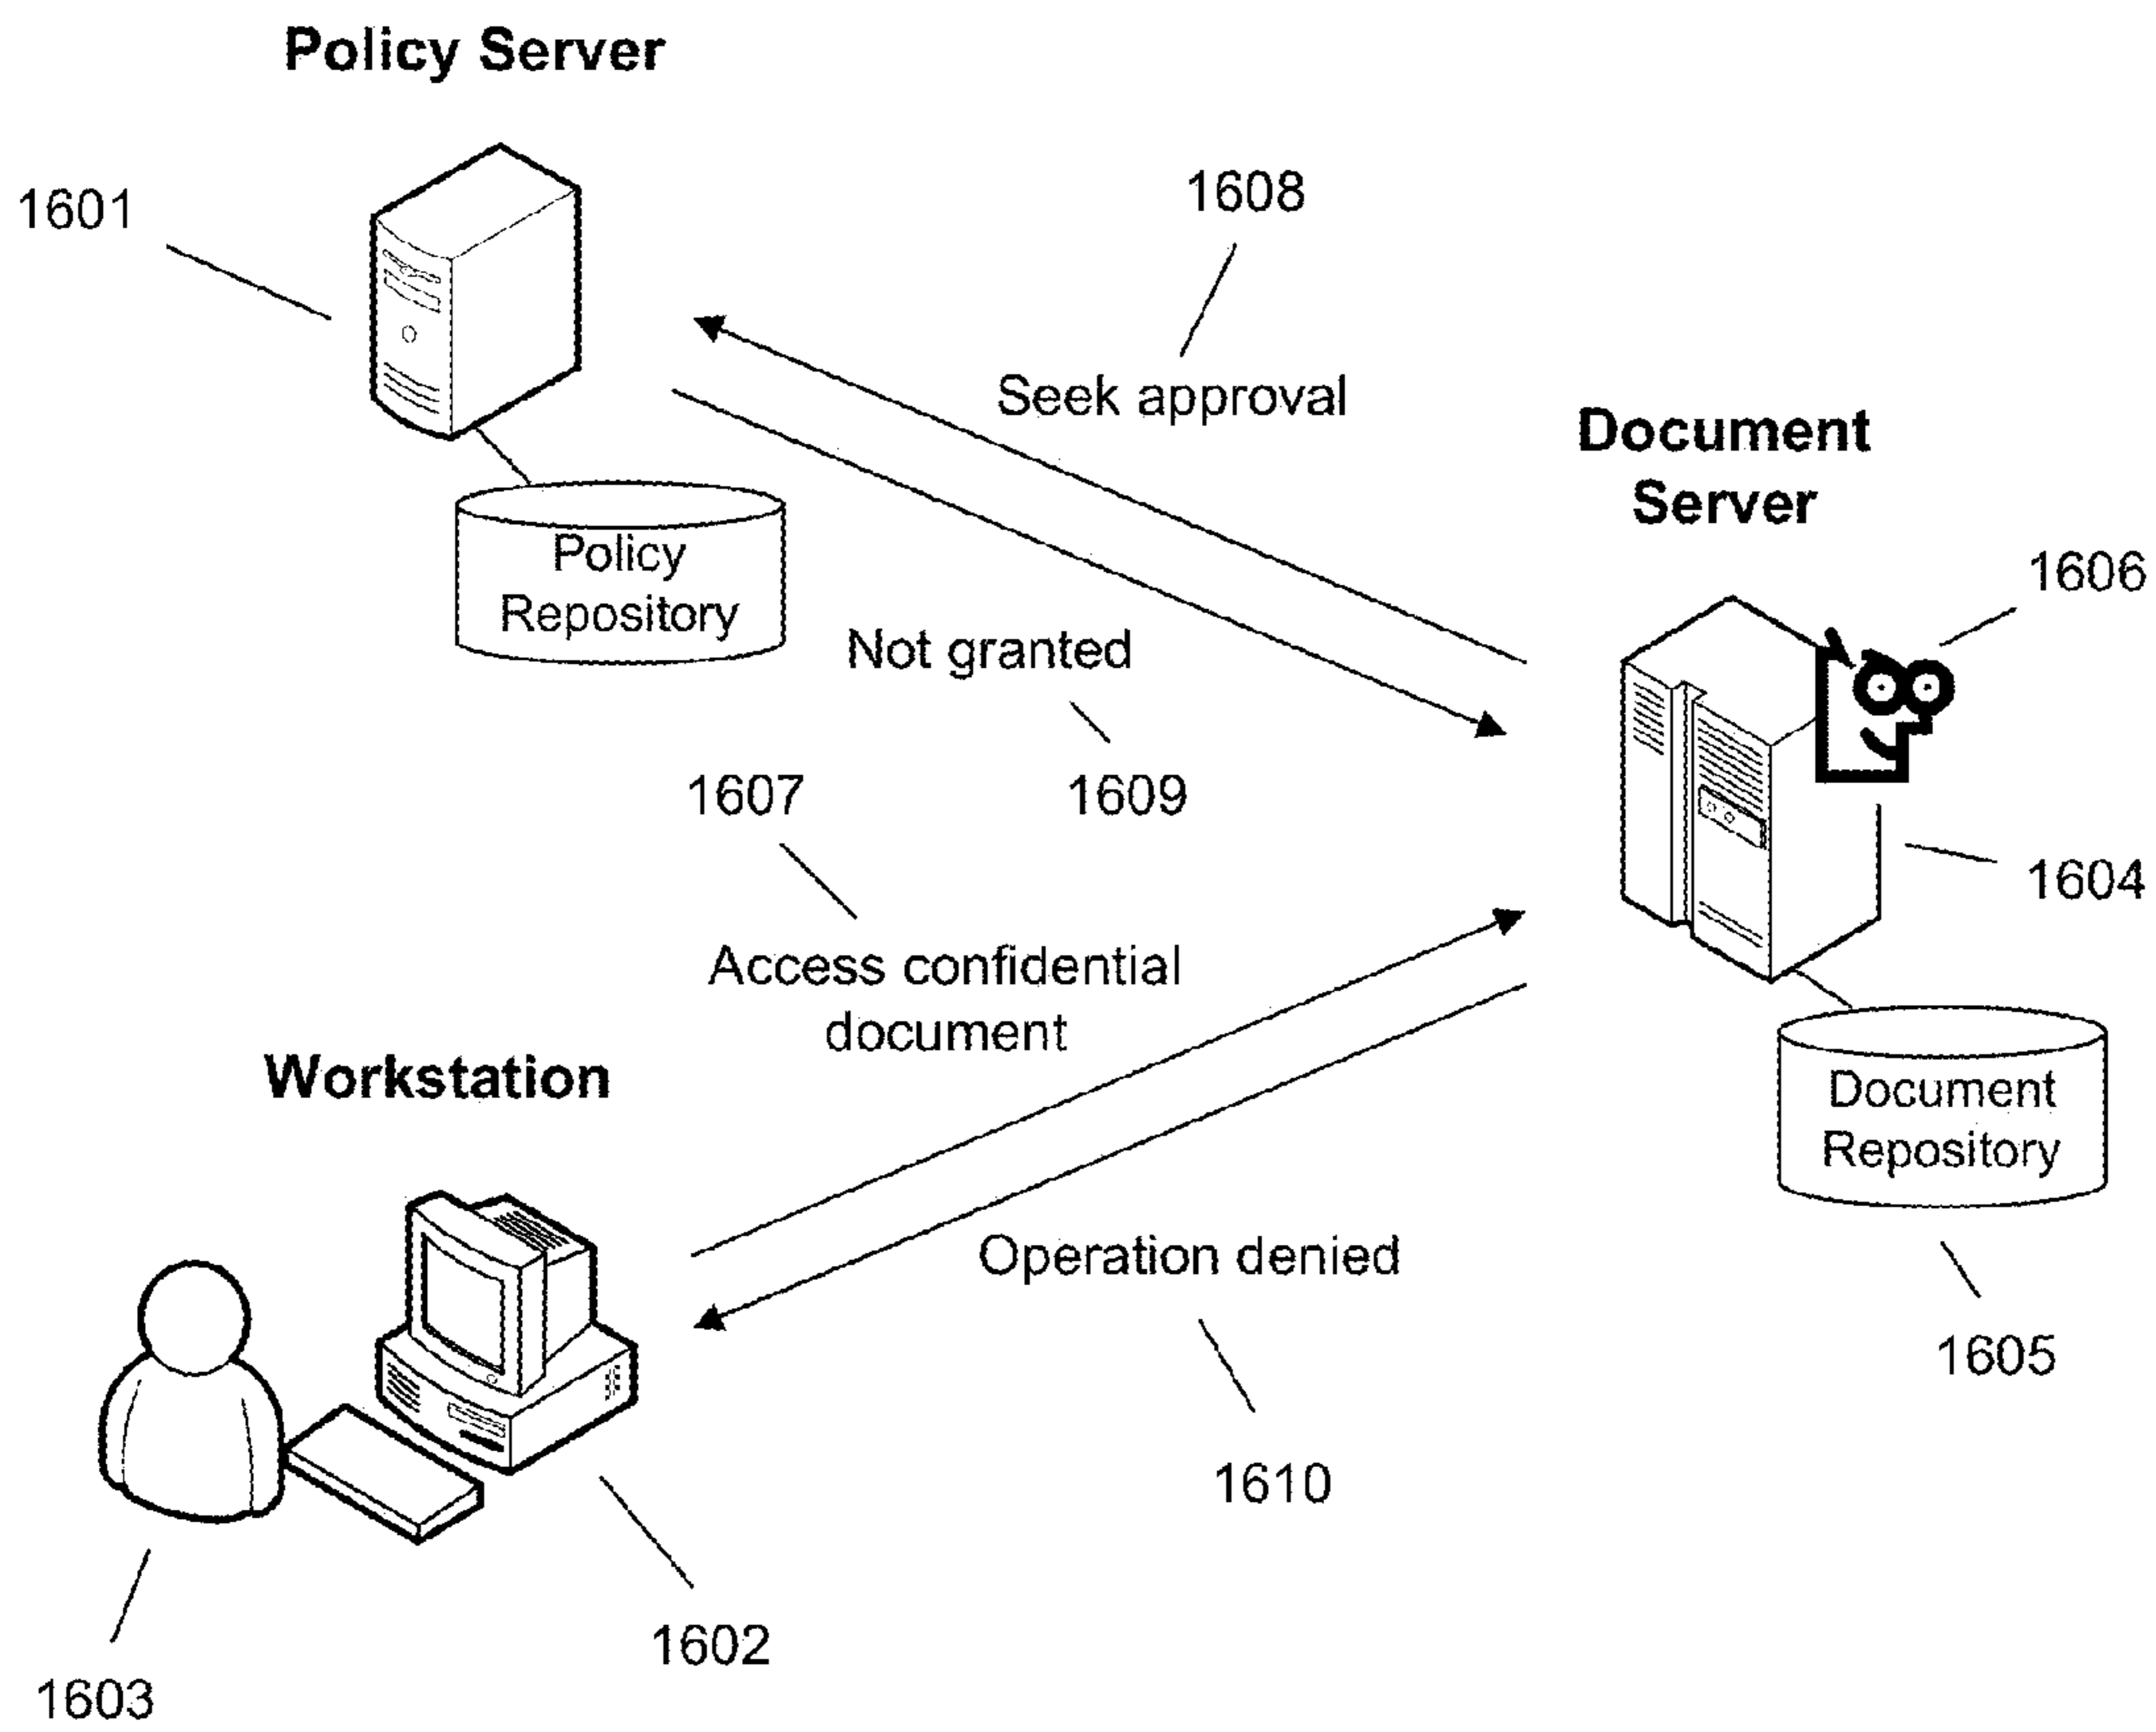 Policy Server
1601
1608
Seek approval
Document
Server
Policy
Repository
1606
Not granted
1607
1609
1604
Access confidential
document
Workstation
Document
Repository
Operation denied
1605
1610
1602
1603